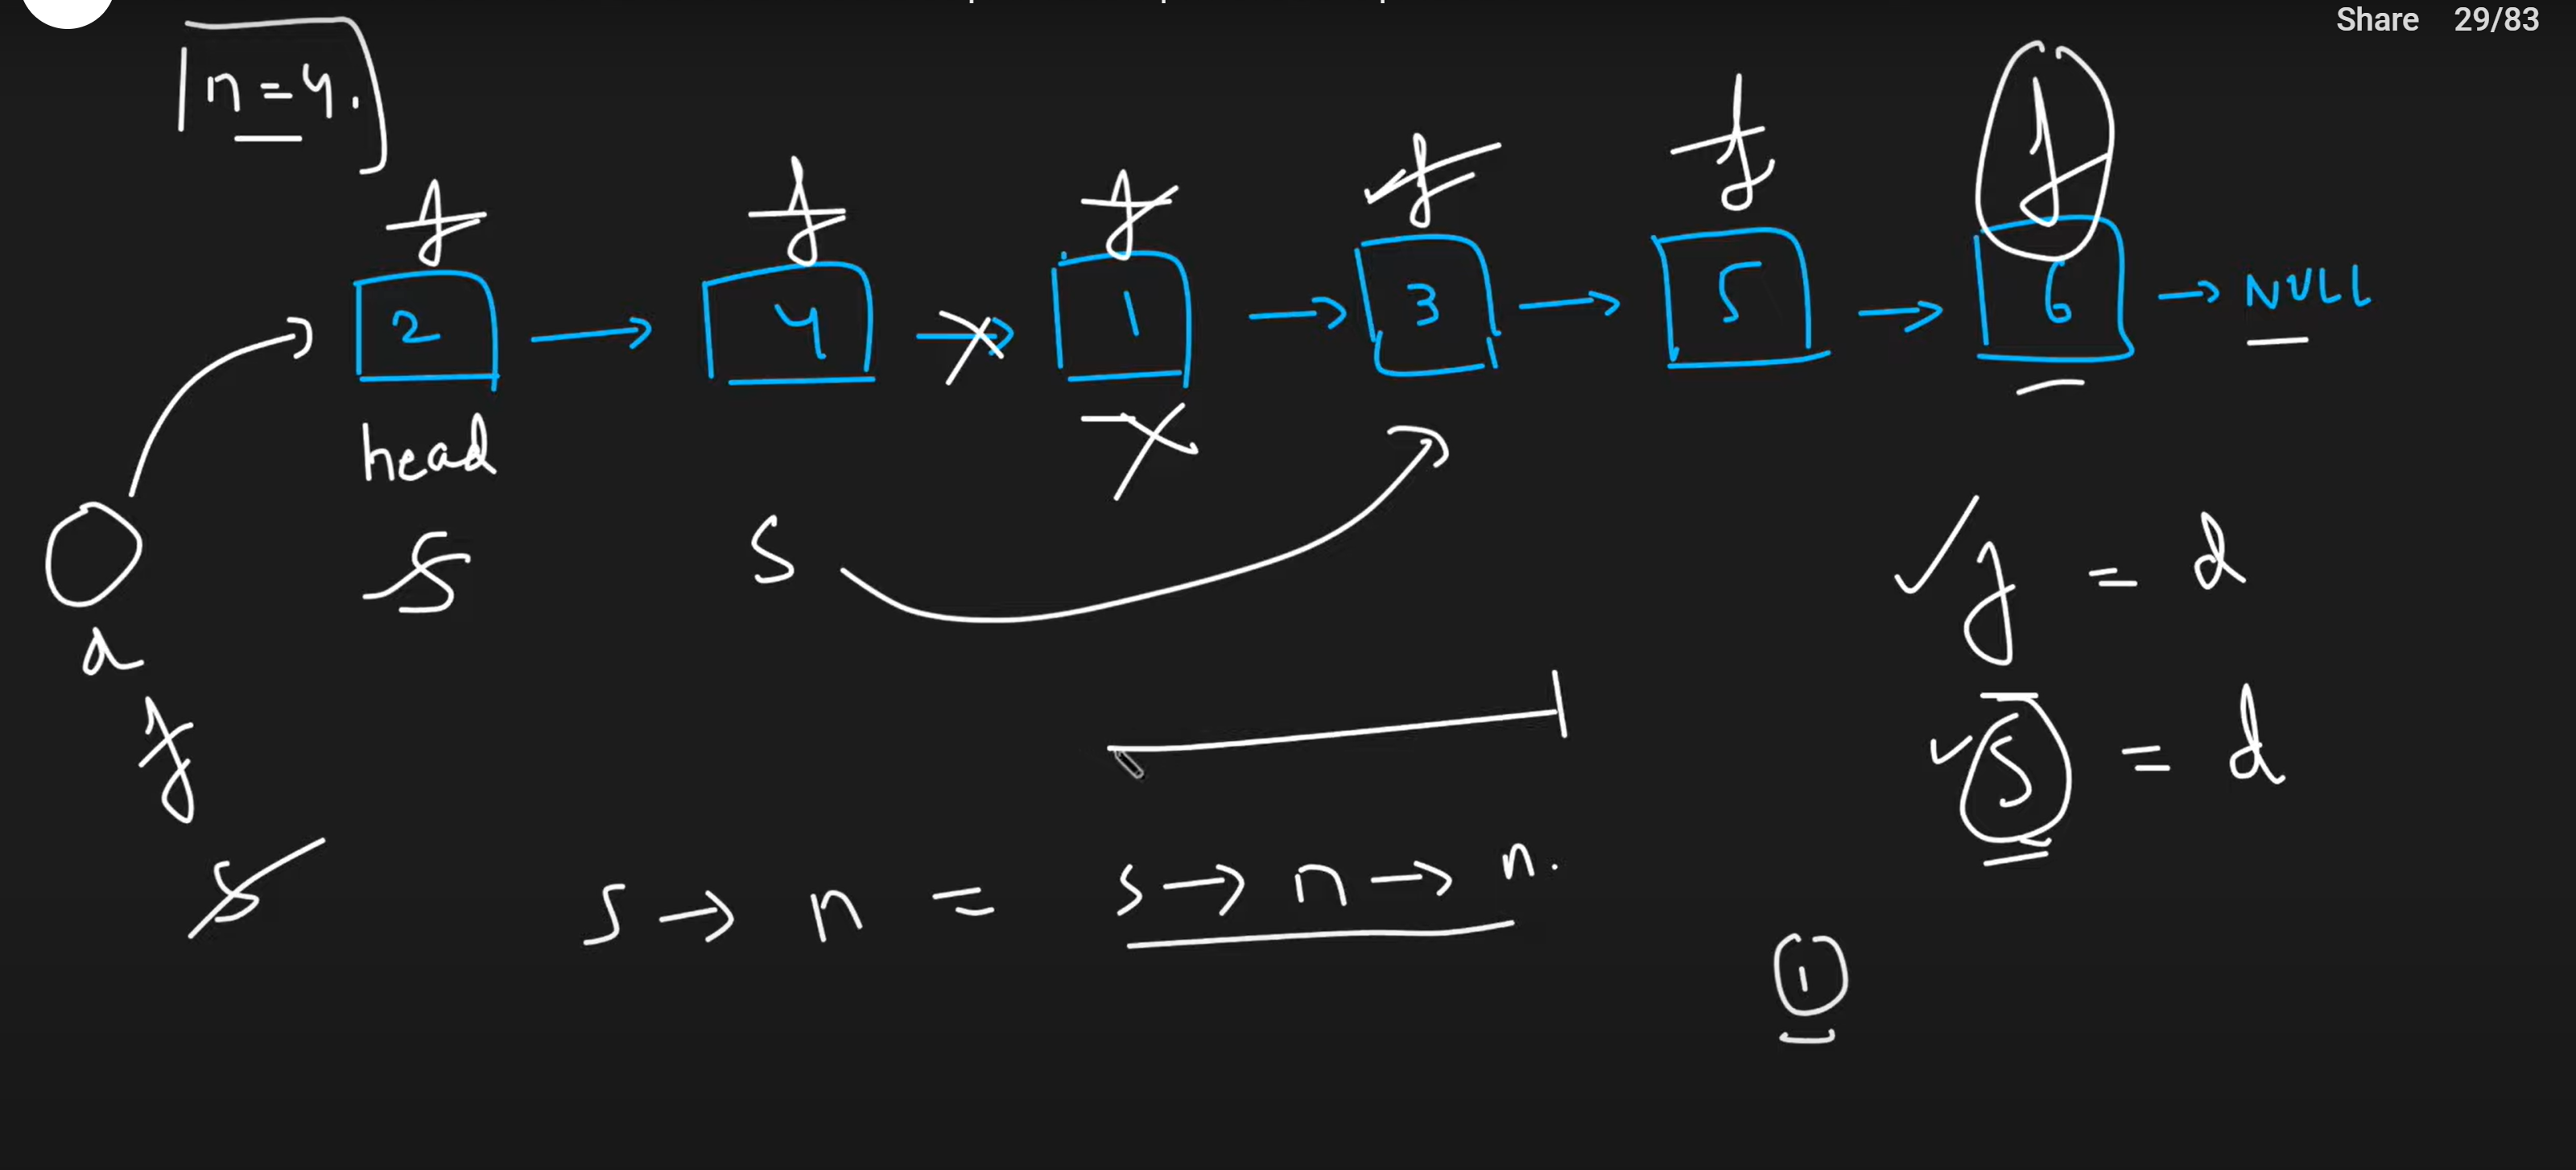 Share 29/83
n=4.
f f f f f f
2 → 4 → 1 → 3 → 5 → 6 → NULL
head
s s
d
f
s
f = d
s = d
s → n = s → n → n.
1